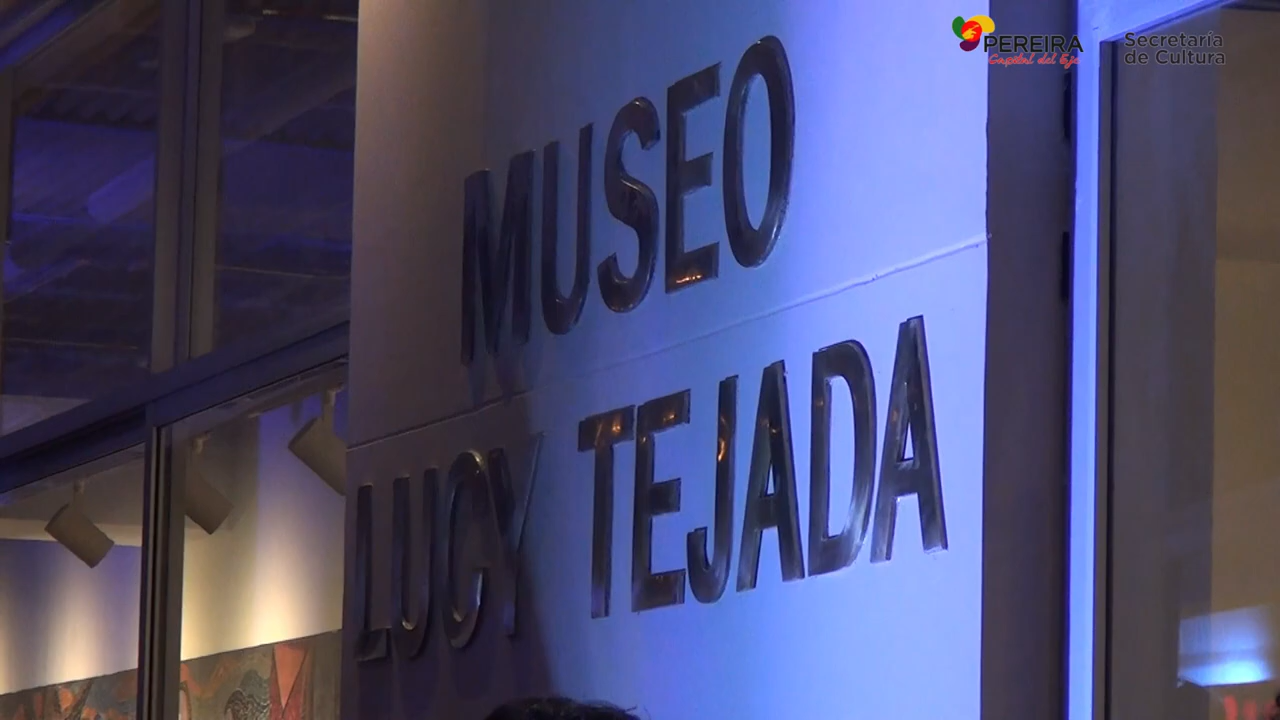 PEREIRA
Capital del Eje
Secretaría
de Cultura
MUSEO
LUCY TEJADA